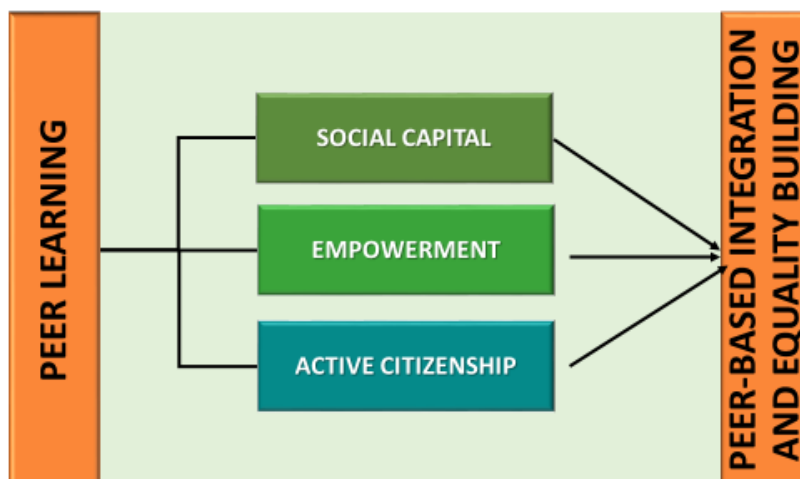 PEER LEARNING
SOCIAL CAPITAL
EMPOWERMENT
ACTIVE CITIZENSHIP
PEER-BASED INTEGRATION
AND EQUALITY BUILDING